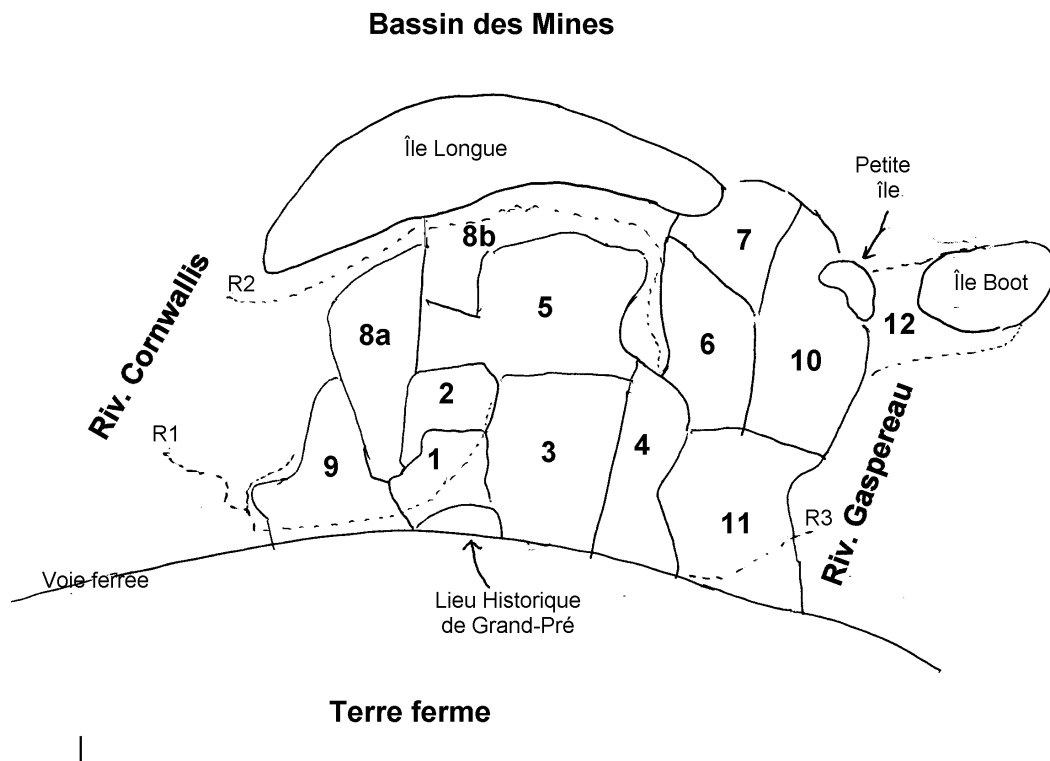 Bassin des Mines
Île Longue
Petite
île
7
8b
R2
Île Boot
5
12
8a
6
10
Riv. Cornwallis
2
R1
9
1
3
4
11
R3
Riv. Gaspereau
Voie ferrée
Lieu Historique
de Grand-Pré
Terre ferme